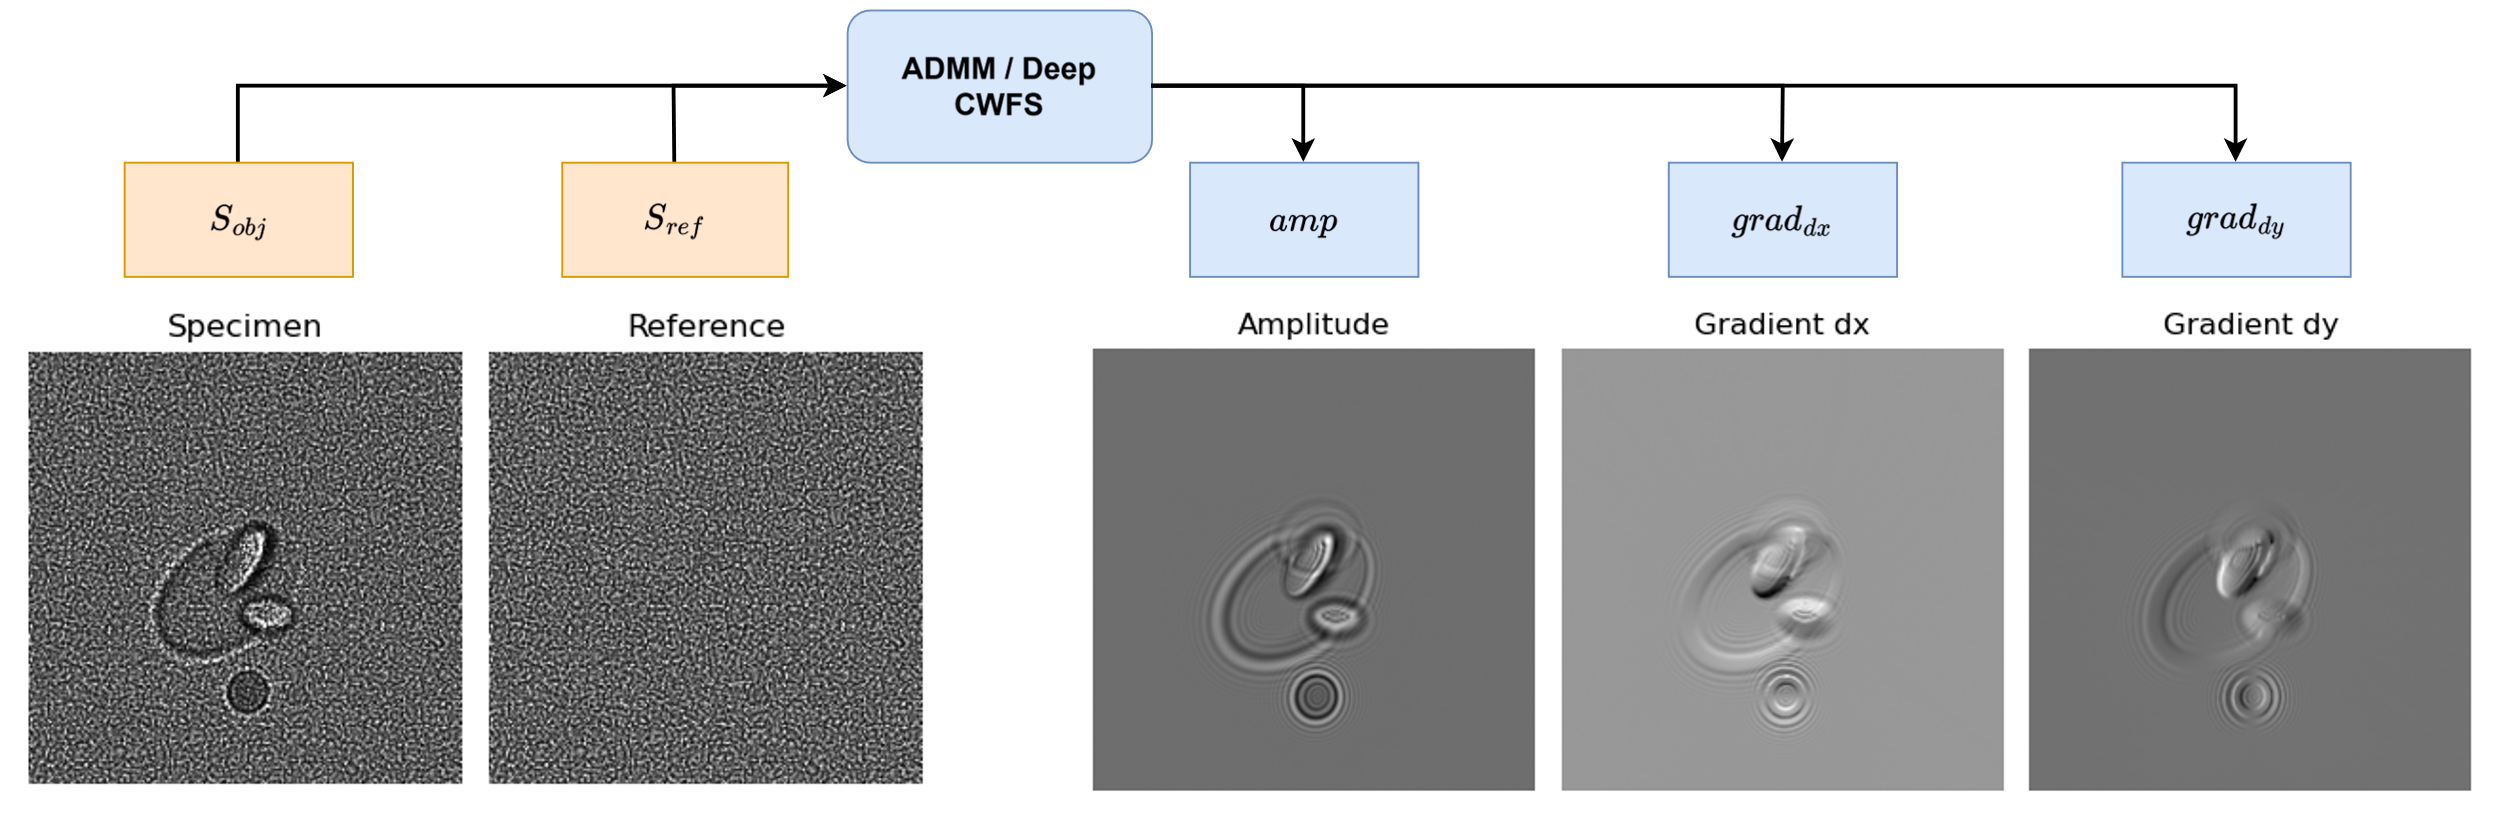 ADMM / Deep
CWFS
S_obj
S_ref
amp
grad_dx
grad_dy
Specimen
Reference
Amplitude
Gradient dx
Gradient dy